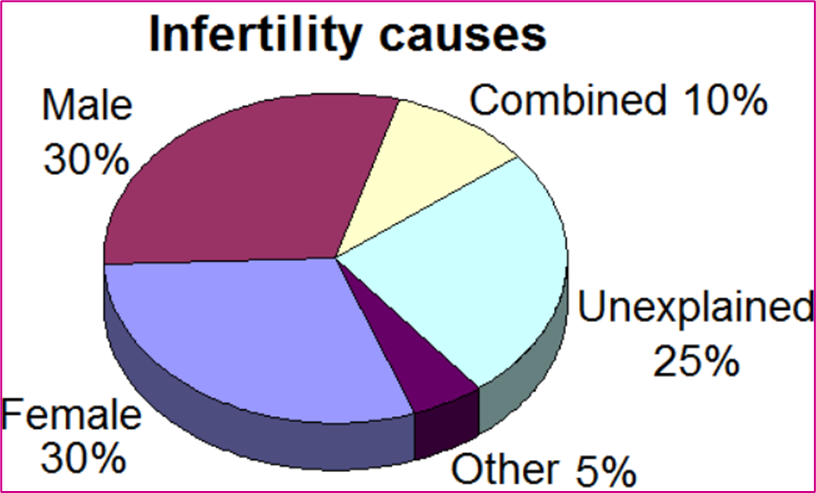 Infertility causes
Male
30%
Combined 10%
Unexplained
25%
Female
30%
Other 5%